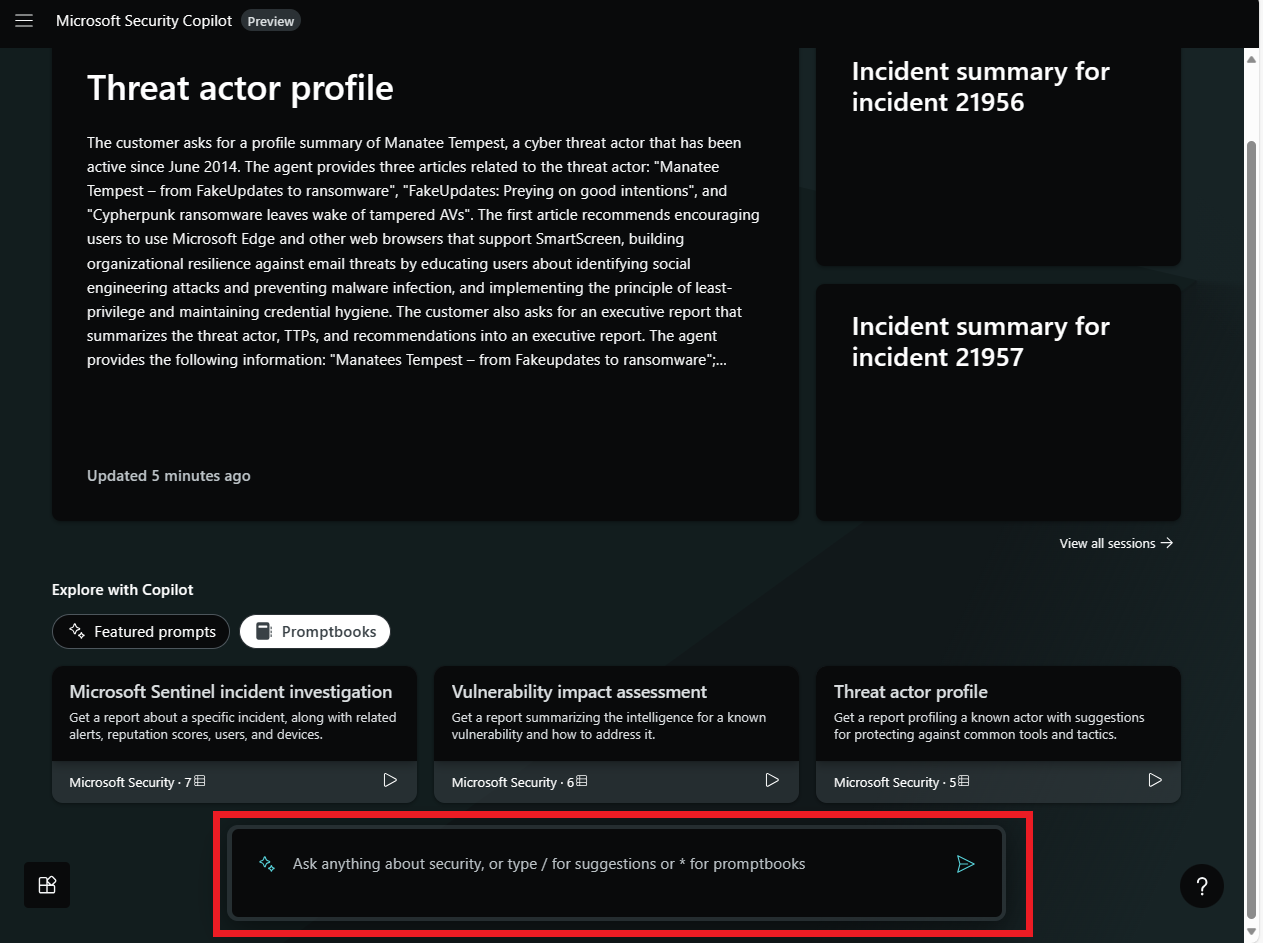 Microsoft Security Copilot Preview
Threat actor profile
The customer asks for a profile summary of Manatee Tempest, a cyber threat actor that has been
active since June 2014. The agent provides three articles related to the threat actor: "Manatee
Tempest – from FakeUpdates to ransomware", "FakeUpdates: Preying on good intentions", and
"Cypherpunk ransomware leaves wake of tampered AVs". The first article recommends encouraging
users to use Microsoft Edge and other web browsers that support SmartScreen, building
organizational resilience against email threats by educating users about identifying social
engineering attacks and preventing malware infection, and implementing the principle of least-
privilege and maintaining credential hygiene. The customer also asks for an executive report that
summarizes the threat actor, TTPs, and recommendations into an executive report. The agent
provides the following information: "Manatees Tempest – from Fakeupdates to ransomware";...
Updated 5 minutes ago
Incident summary for
incident 21956
Incident summary for
incident 21957
View all sessions →
Explore with Copilot
Featured prompts
Promptbooks
Microsoft Sentinel incident investigation
Get a report about a specific incident, along with related
alerts, reputation scores, users, and devices.
Microsoft Security · 7
Vulnerability impact assessment
Get a report summarizing the intelligence for a known
vulnerability and how to address it.
Microsoft Security · 6
Threat actor profile
Get a report profiling a known actor with suggestions
for protecting against common tools and tactics.
Microsoft Security · 5
Ask anything about security, or type / for suggestions or * for promptbooks
?